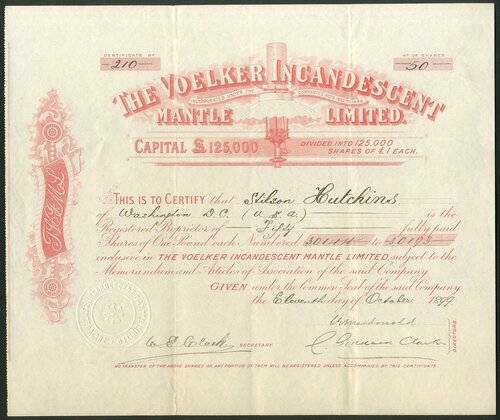 CERTIFICATE Nº
210
Nº OF SHARES
50
THE VOELKER INCANDESCENT
INCORPORATED UNDER THE COMPANIES ACTS
MANTLE LIMITED.
CAPITAL £125,000 DIVIDED INTO 125,000
SHARES OF £1 EACH.
THIS IS TO CERTIFY that Stilson Hutchins
of Washington D.C. (U.S.A.) is the
Registered Proprietor of Fifty fully paid
Shares of One Pound each Numbered 30144 to 30193
inclusive in THE VOELKER INCANDESCENT MANTLE LIMITED, subject to the
Memorandum and Articles of Association of the said Company.
GIVEN under the Common Seal of the said Company
the Eleventh day of October 1899
SECRETARY
DIRECTORS.
NO TRANSFER OF THE ABOVE SHARES OR ANY PORTION OF THEM WILL BE REGISTERED UNLESS ACCOMPANIED BY THIS CERTIFICATE.